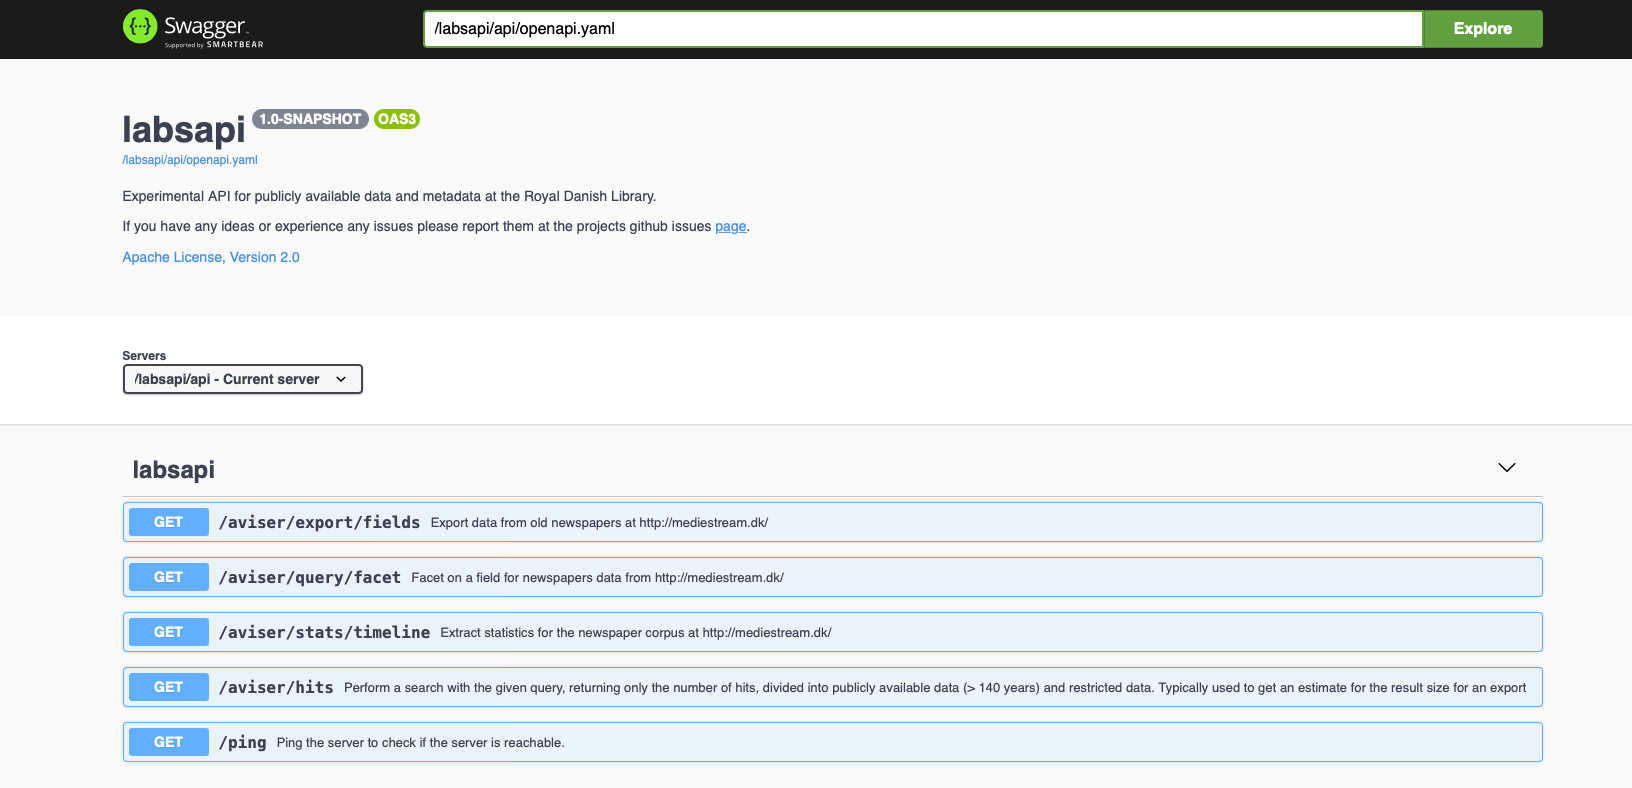 Swagger.
Supported by SMARTBEAR
/labsapi/api/openapi.yaml
Explore
labsapi 1.0-SNAPSHOT OAS3
/labsapi/api/openapi.yaml
Experimental API for publicly available data and metadata at the Royal Danish Library.
If you have any ideas or experience any issues please report them at the projects github issues page.
Apache License, Version 2.0
Servers
/labsapi/api - Current server
labsapi
GET /aviser/export/fields Export data from old newspapers at http://mediestream.dk/
GET /aviser/query/facet Facet on a field for newspapers data from http://mediestream.dk/
GET /aviser/stats/timeline Extract statistics for the newspaper corpus at http://mediestream.dk/
GET /aviser/hits Perform a search with the given query, returning only the number of hits, divided into publicly available data (> 140 years) and restricted data. Typically used to get an estimate for the result size for an export
GET /ping Ping the server to check if the server is reachable.